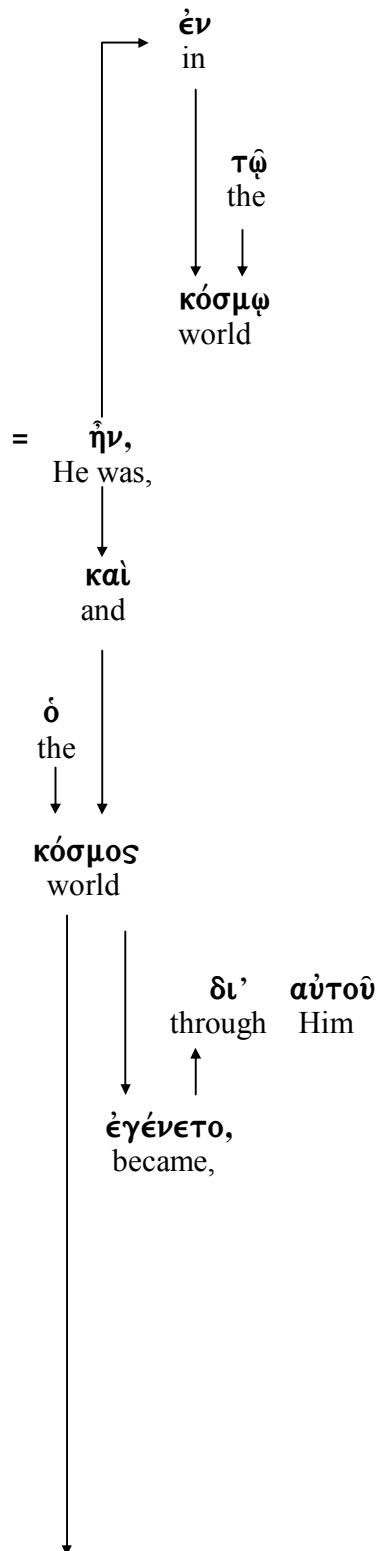 ἐν
in
τῷ
the
κόσμῳ
world
= ἦν,
He was,
καὶ
and
ὁ
the
κόσμος
world
δι’ αὐτοῦ
through Him
ἐγένετο,
became,